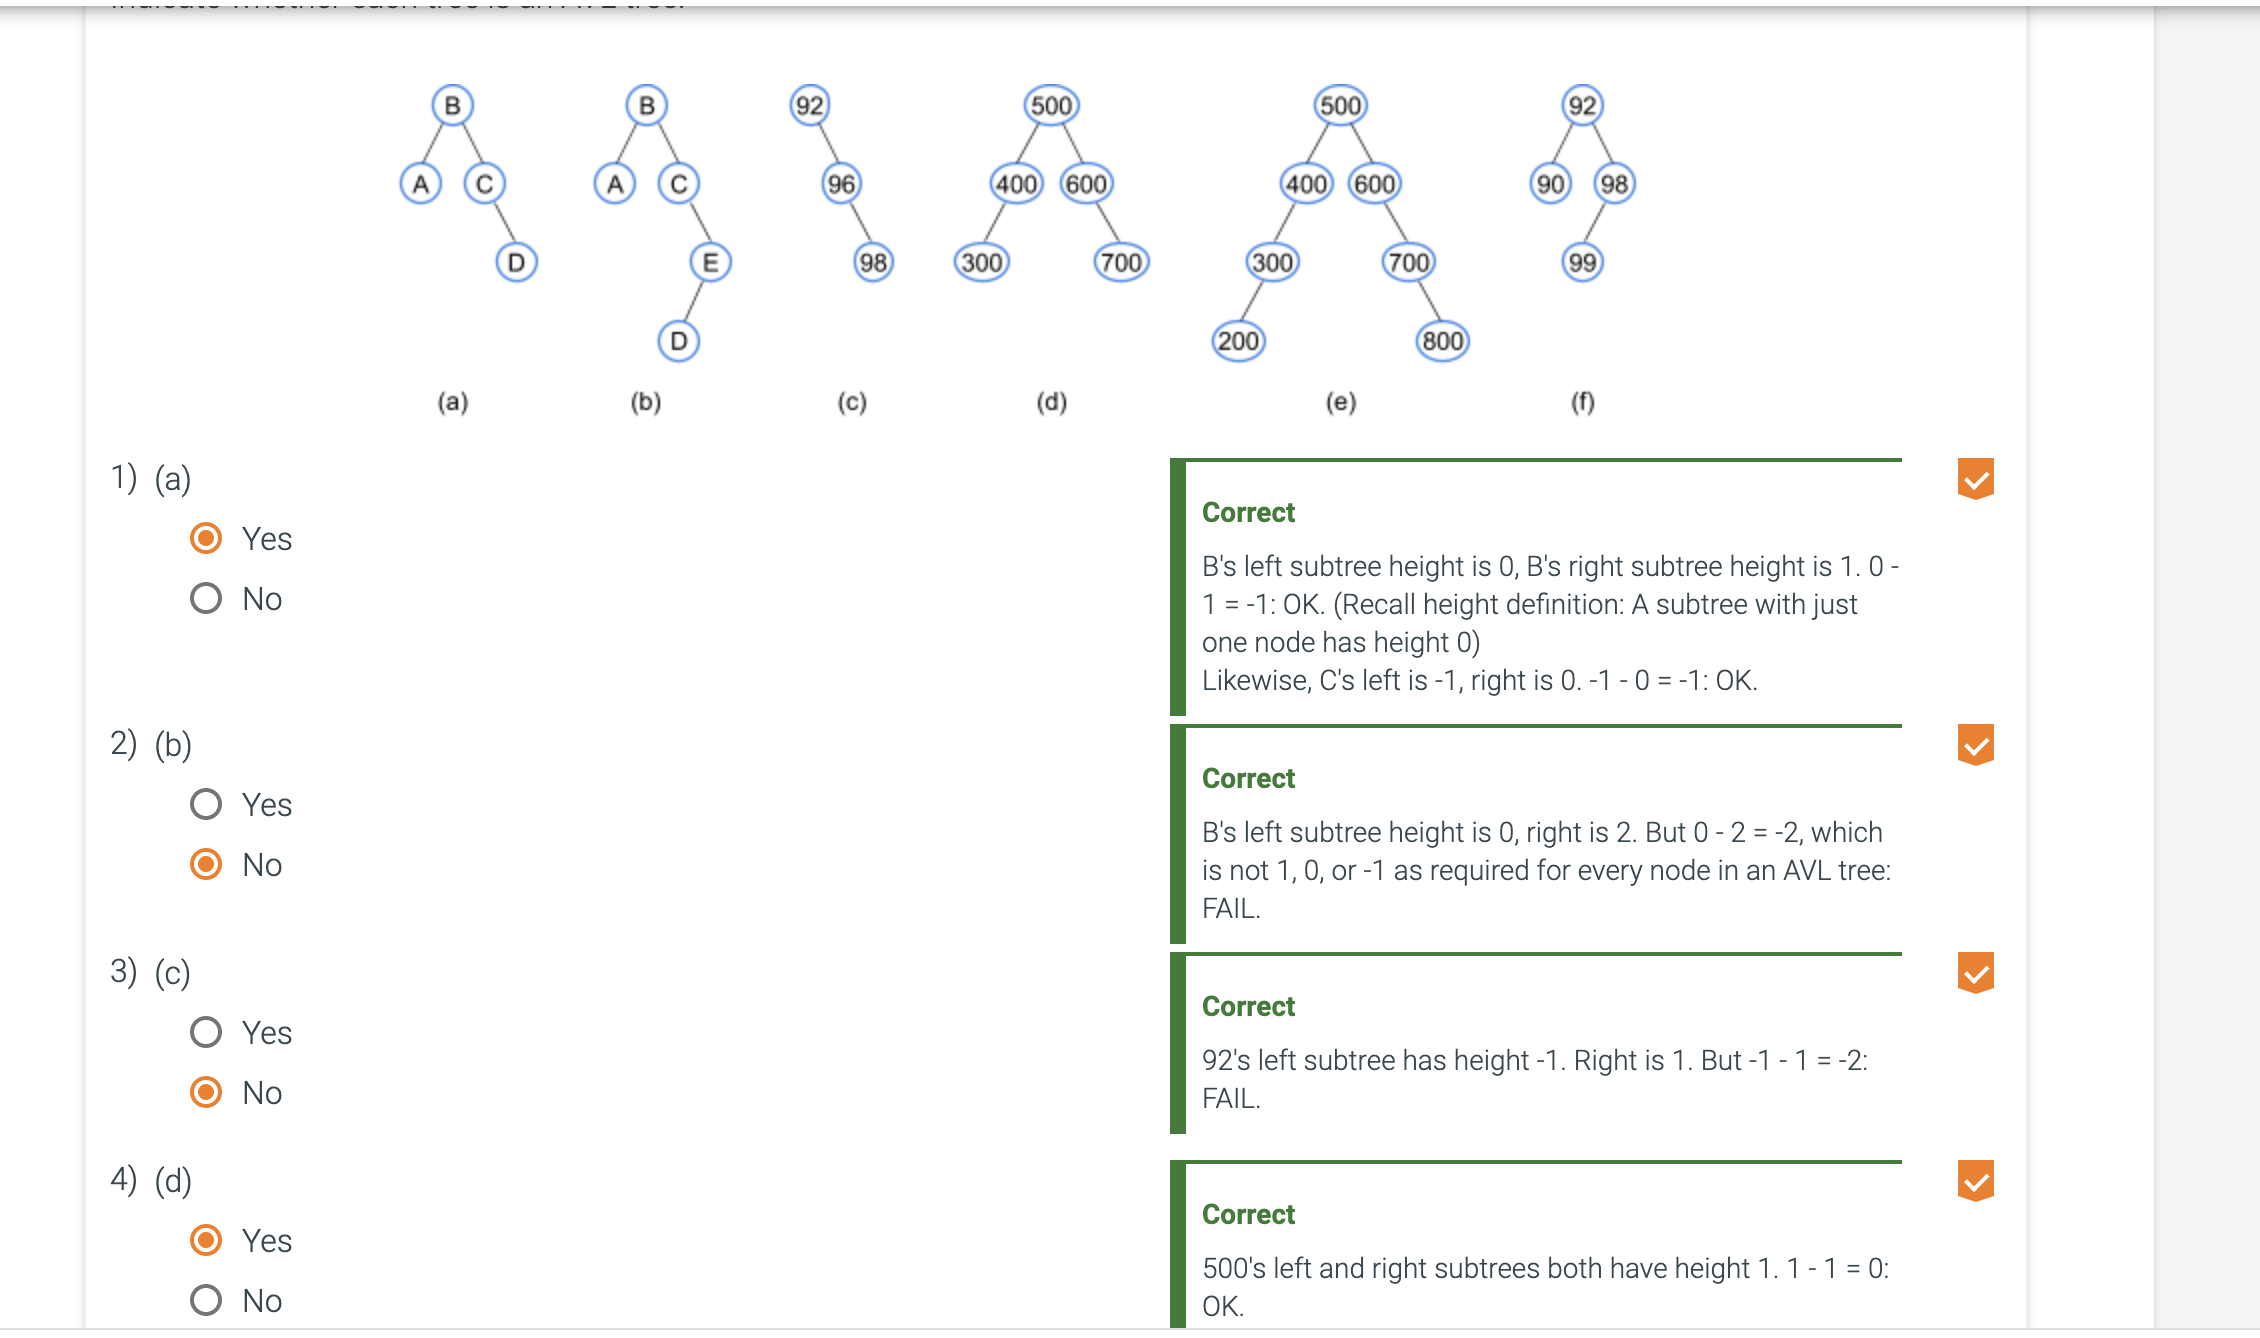 B B 92 500 500 92
A C A C 96 400 600 400 600 90 98
D E 98 300 700 300 700 99
D 200 800
(a) (b) (c) (d) (e) (f)
1) (a)
Yes
No
Correct
B's left subtree height is 0, B's right subtree height is 1. 0 -
1 = -1: OK. (Recall height definition: A subtree with just
one node has height 0)
Likewise, C's left is -1, right is 0. -1 - 0 = -1: OK.
2) (b)
Yes
No
Correct
B's left subtree height is 0, right is 2. But 0 - 2 = -2, which
is not 1, 0, or -1 as required for every node in an AVL tree:
FAIL.
3) (c)
Yes
No
Correct
92's left subtree has height -1. Right is 1. But -1 - 1 = -2:
FAIL.
4) (d)
Yes
No
Correct
500's left and right subtrees both have height 1. 1 - 1 = 0:
OK.